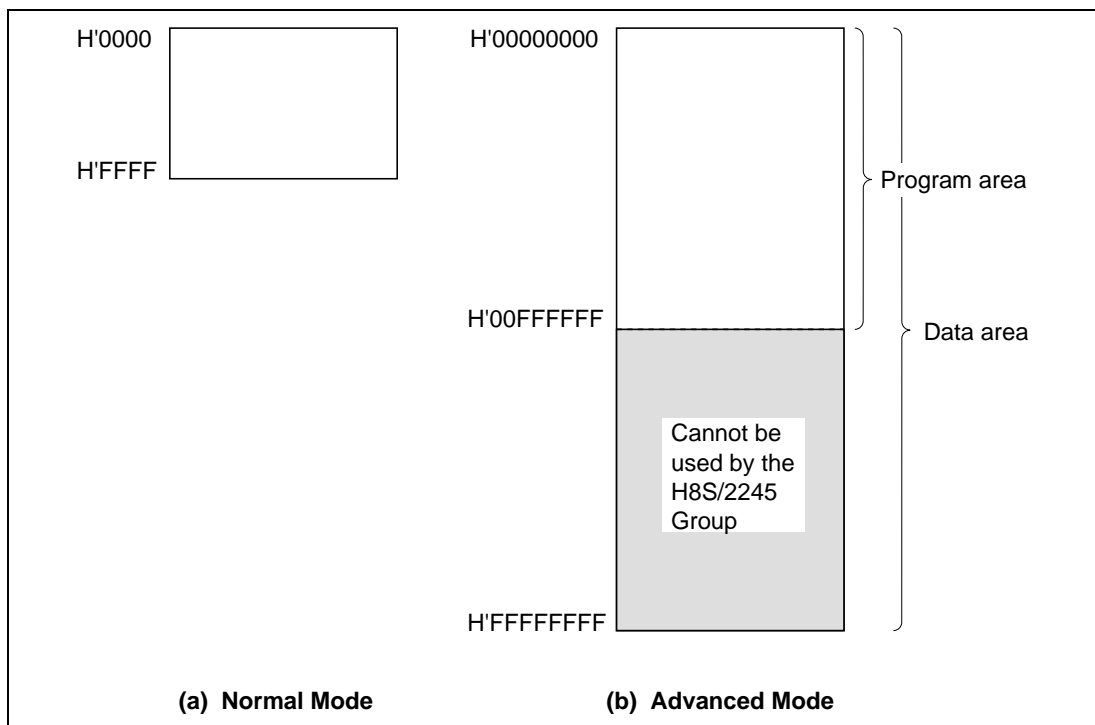 H'0000
H'FFFF
(a) Normal Mode
H'00000000
H'00FFFFFF
H'FFFFFFFF
Program area
Data area
Cannot be
used by the
H8S/2245
Group
(b) Advanced Mode